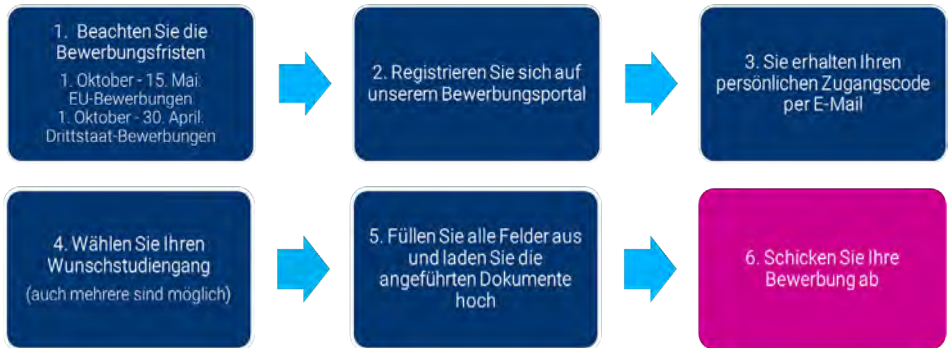 1. Beachten Sie die
Bewerbungsfristen
1. Oktober - 15. Mai:
EU-Bewerbungen
1. Oktober - 30. April:
Drittstaat-Bewerbungen
2. Registrieren Sie sich auf
unserem Bewerbungsportal
3. Sie erhalten Ihren
persönlichen Zugangscode
per E-Mail
4. Wählen Sie Ihren
Wunschstudiengang
(auch mehrere sind möglich)
5. Füllen Sie alle Felder aus
und laden Sie die
angeführten Dokumente
hoch
6. Schicken Sie Ihre
Bewerbung ab